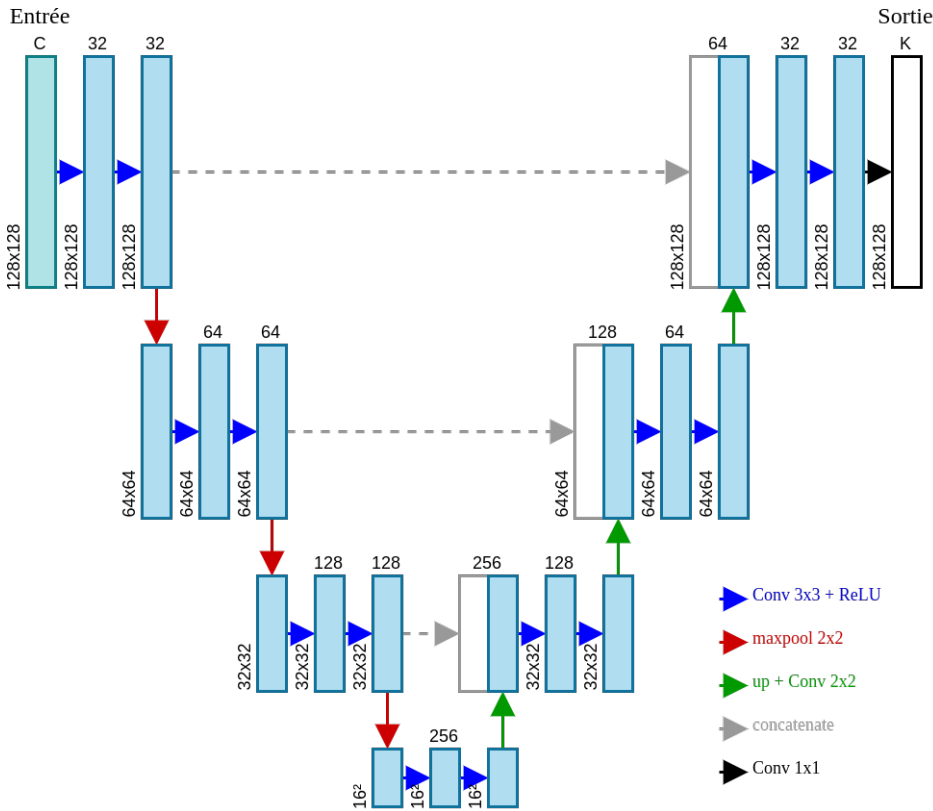 Entrée
Sortie
C
32
32
64
32
32
K
128x128
128x128
128x128
128x128
128x128
128x128
128x128
64
64
128
64
64x64
64x64
64x64
64x64
64x64
64x64
128
128
256
128
32x32
32x32
32x32
32x32
32x32
256
16²
16²
16²
Conv 3x3 + ReLU
maxpool 2x2
up + Conv 2x2
concatenate
Conv 1x1